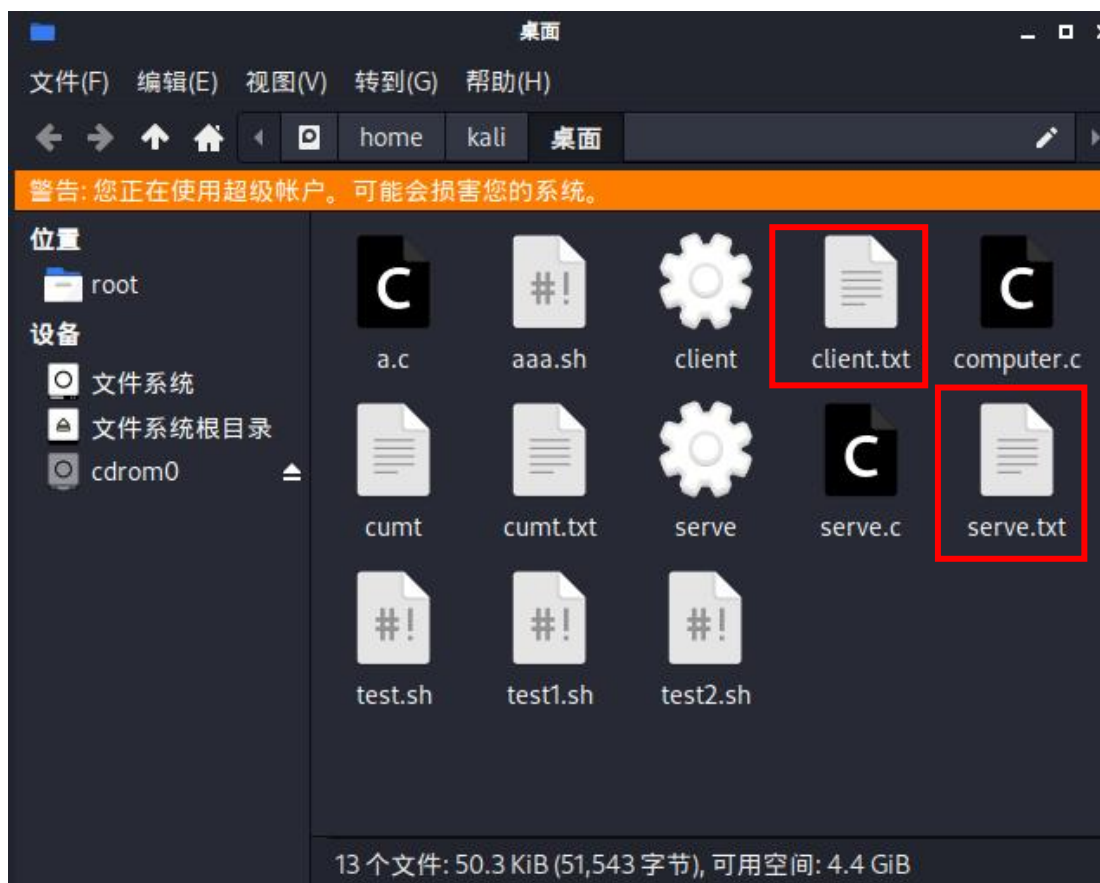 桌面
文件(F) 编辑(E) 视图(V) 转到(G) 帮助(H)
home kali 桌面
警告: 您正在使用超级帐户。可能会损害您的系统。
位置
root
设备
文件系统
文件系统根目录
cdrom0
C #! C
a.c aaa.sh client client.txt computer.c
C
cumt cumt.txt serve serve.c serve.txt
#! #! #!
test.sh test1.sh test2.sh
13 个文件: 50.3 KiB (51,543 字节), 可用空间: 4.4 GiB